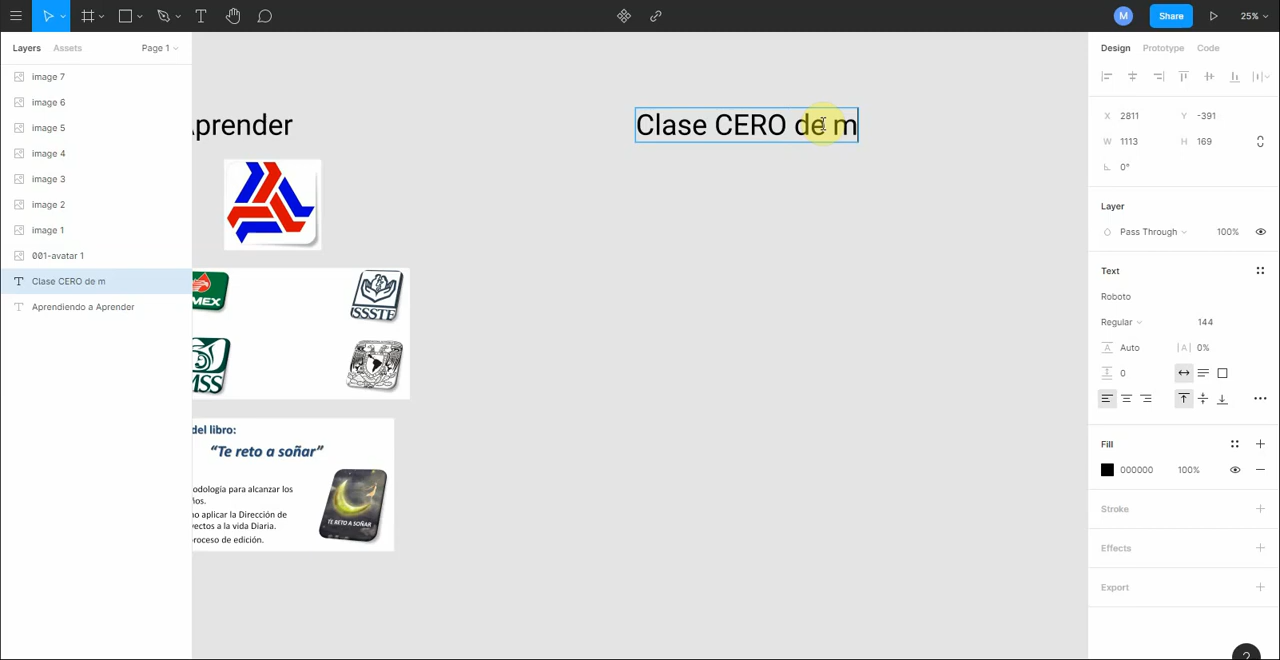 M
Share
25%
Layers
Assets
Page 1
image 7
image 6
image 5
image 4
image 3
image 2
image 1
001-avatar 1
Clase CERO de m
Aprendiendo a Aprender
Aprender
Clase CERO de m
MEX
ISSSTE
MSS
del libro:
“Te reto a soñar”
odología para alcanzar los
ños.
mo aplicar la Dirección de
yectos a la vida Diaria.
roceso de edición.
TE RETO A SOÑAR
Design
Prototype
Code
X 2811 Y -391
W 1113 H 169
0°
Layer
Pass Through 100%
Text
Roboto
Regular 144
A Auto |A| 0%
0
Fill
000000 100%
Stroke
Effects
Export
?